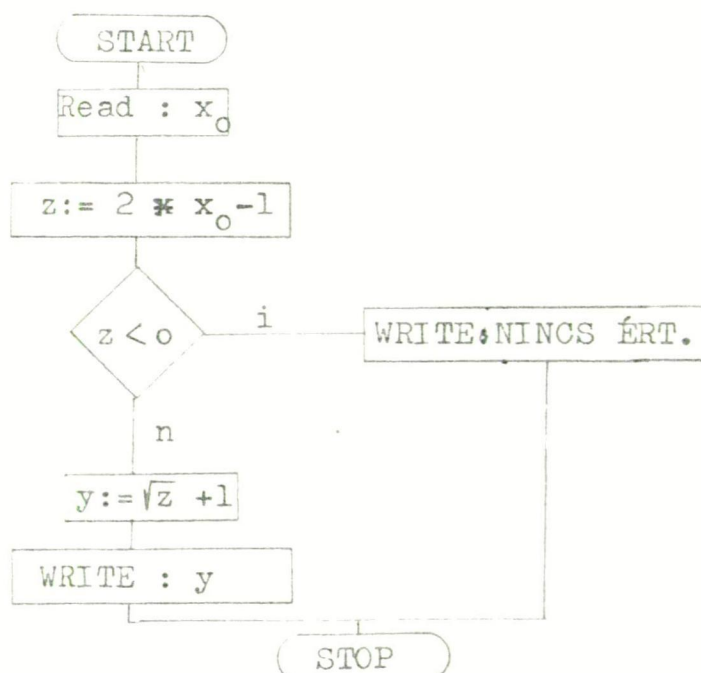 START
Read : x₀
z:= 2 * x₀-1
z < o
i
WRITE:NINCS ÉRT.
n
y:=√z +1
WRITE : y
STOP